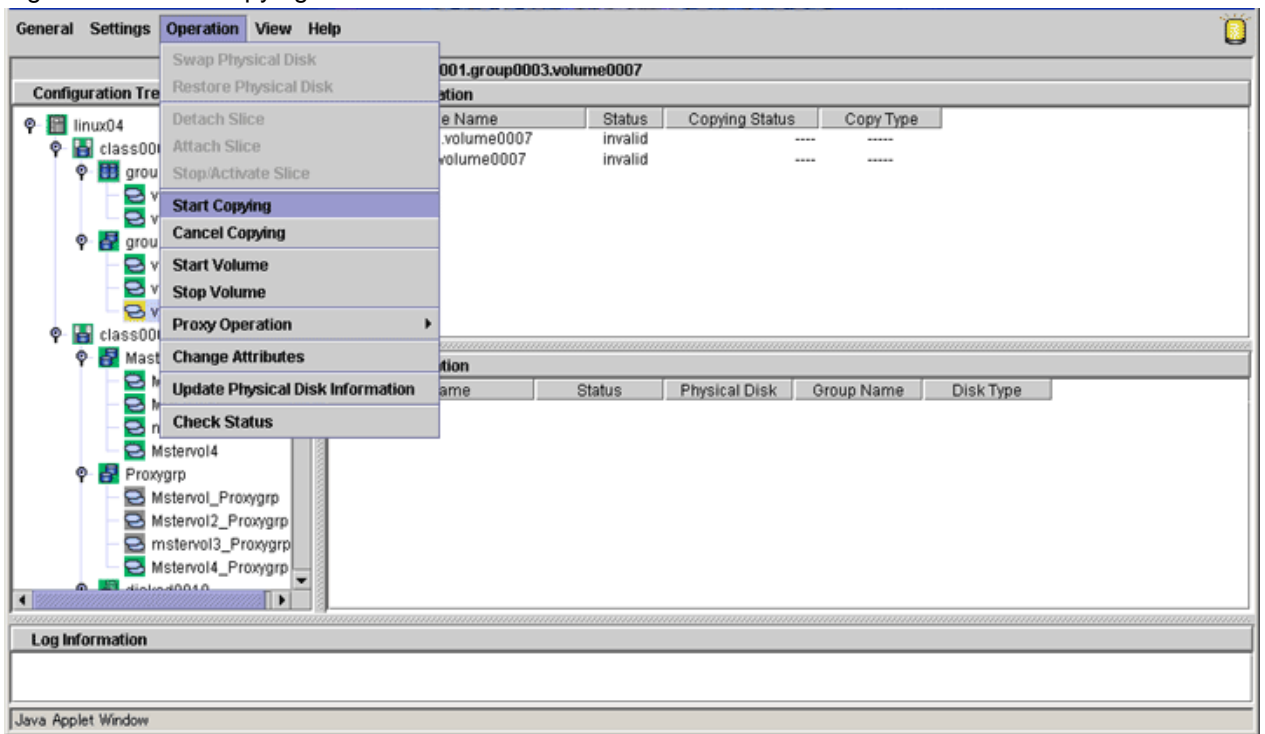 General Settings Operation View Help
Swap Physical Disk
Restore Physical Disk
Detach Slice
Attach Slice
Stop/Activate Slice
Start Copying
Cancel Copying
Start Volume
Stop Volume
Proxy Operation
Change Attributes
Update Physical Disk Information
Check Status
001.group0003.volume0007
Configuration Tre
linux04
class00
grou
v
v
grou
v
v
v
class00
Mast
M
M
Mstervol4
Proxygrp
Mstervol_Proxygrp
Mstervol2_Proxygrp
mstervol3_Proxygrp
Mstervol4_Proxygrp
ation
e Name Status Copying Status Copy Type
.volume0007 invalid ---- -----
volume0007 invalid ---- -----
ation
ame Status Physical Disk Group Name Disk Type
Log Information
Java Applet Window